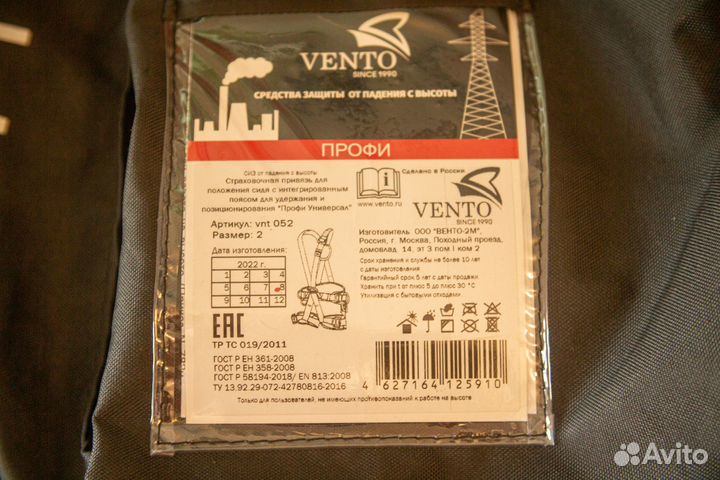 VENTO
SINCE 1990
СРЕДСТВА ЗАЩИТЫ ОТ ПАДЕНИЯ С ВЫСОТЫ
ПРОФИ
СИЗ от падения с высоты
Страховочная привязь для
положения сидя с интегрированным
поясом для удержания и
позиционирования "Профи Универсал"
Артикул: vnt 052
Размер: 2
Дата изготовления:
2022 г.
1 2 3 4
5 6 7 8
9 10 11 12
EAC
ТР ТС 019/2011
ГОСТ Р ЕН 361-2008
ГОСТ Р ЕН 358-2008
ГОСТ Р 58194-2018/ EN 813:2008
ТУ 13.92.29-072-42780816-2016
Сделано в России
www.vento.ru
VENTO
SINCE 1990
Изготовитель ООО "ВЕНТО-2М",
Россия, г. Москва, Походный проезд,
домовлад 14, эт 3 пом I ком 2
Срок хранения и службы не более 10 лет
с даты изготовления.
Гарантийный срок 5 лет с даты продажи.
Хранить при t от плюс 5 до плюс 30 °С
Утилизация с бытовыми отходами.
4 627164 125910
Только для пользователей, не имеющих противопоказаний к работе на высоте
Avito